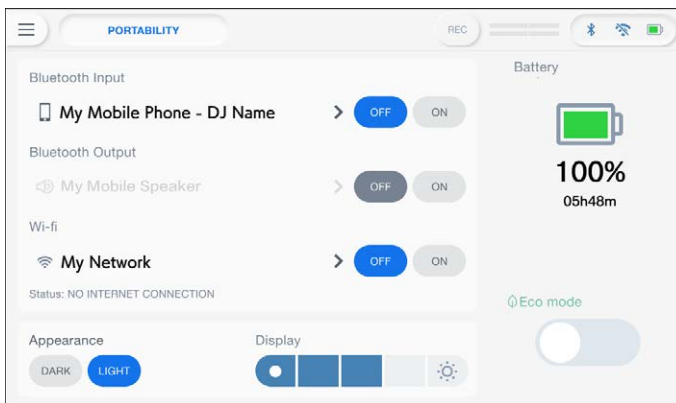 PORTABILITY
REC
Bluetooth Input
My Mobile Phone - DJ Name
OFF ON
Bluetooth Output
My Mobile Speaker
OFF ON
Wi-fi
My Network
OFF ON
Status: NO INTERNET CONNECTION
Appearance
DARK LIGHT
Display
Battery
100%
05h48m
Eco mode